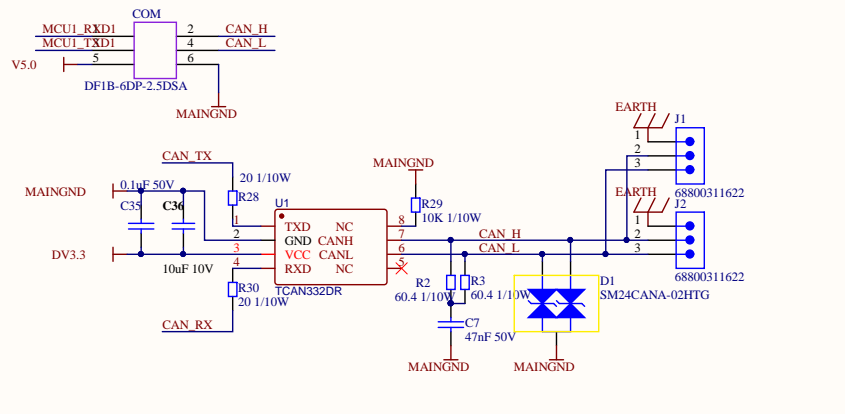 COM
MCU1_RXD1
2
CAN_H
MCU1_TXD1
4
CAN_L
V5.0
5
6
DF1B-6DP-2.5DSA
MAINGND
EARTH
J1
1
2
3
68800311622
CAN_TX
20 1/10W
R28
MAINGND
MAINGND
0.1uF 50V
C35
C36
R29
10K 1/10W
U1
1
TXD
NC
8
2
GND
CANH
7
CAN_H
3
VCC
CANL
6
CAN_L
4
RXD
NC
5
TCAN332DR
DV3.3
10uF 10V
R30
20 1/10W
CAN_RX
EARTH
J2
1
2
3
68800311622
R2
60.4 1/10W
R3
60.4 1/10W
D1
SM24CANA-02HTG
C7
47nF 50V
MAINGND
MAINGND